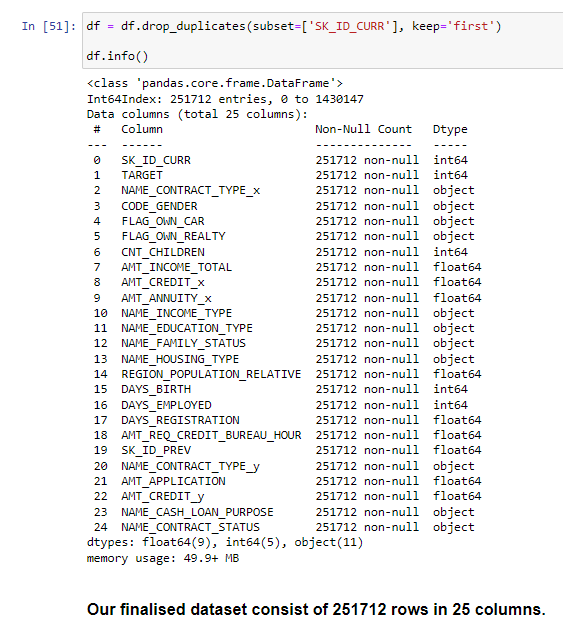 In [51]: df = df.drop_duplicates(subset=['SK_ID_CURR'], keep='first')
df.info()
<class 'pandas.core.frame.DataFrame'>
Int64Index: 251712 entries, 0 to 1430147
Data columns (total 25 columns):
 #   Column                      Non-Null Count   Dtype
---  ------                      --------------   -----
 0   SK_ID_CURR                  251712 non-null  int64
 1   TARGET                      251712 non-null  int64
 2   NAME_CONTRACT_TYPE_x        251712 non-null  object
 3   CODE_GENDER                 251712 non-null  object
 4   FLAG_OWN_CAR                251712 non-null  object
 5   FLAG_OWN_REALTY             251712 non-null  object
 6   CNT_CHILDREN                251712 non-null  int64
 7   AMT_INCOME_TOTAL            251712 non-null  float64
 8   AMT_CREDIT_x                251712 non-null  float64
 9   AMT_ANNUITY_x               251712 non-null  float64
 10  NAME_INCOME_TYPE            251712 non-null  object
 11  NAME_EDUCATION_TYPE         251712 non-null  object
 12  NAME_FAMILY_STATUS          251712 non-null  object
 13  NAME_HOUSING_TYPE           251712 non-null  object
 14  REGION_POPULATION_RELATIVE  251712 non-null  float64
 15  DAYS_BIRTH                  251712 non-null  int64
 16  DAYS_EMPLOYED               251712 non-null  int64
 17  DAYS_REGISTRATION           251712 non-null  float64
 18  AMT_REQ_CREDIT_BUREAU_HOUR  251712 non-null  float64
 19  SK_ID_PREV                  251712 non-null  float64
 20  NAME_CONTRACT_TYPE_y        251712 non-null  object
 21  AMT_APPLICATION             251712 non-null  float64
 22  AMT_CREDIT_y                251712 non-null  float64
 23  NAME_CASH_LOAN_PURPOSE      251712 non-null  object
 24  NAME_CONTRACT_STATUS        251712 non-null  object
dtypes: float64(9), int64(5), object(11)
memory usage: 49.9+ MB
Our finalised dataset consist of 251712 rows in 25 columns.